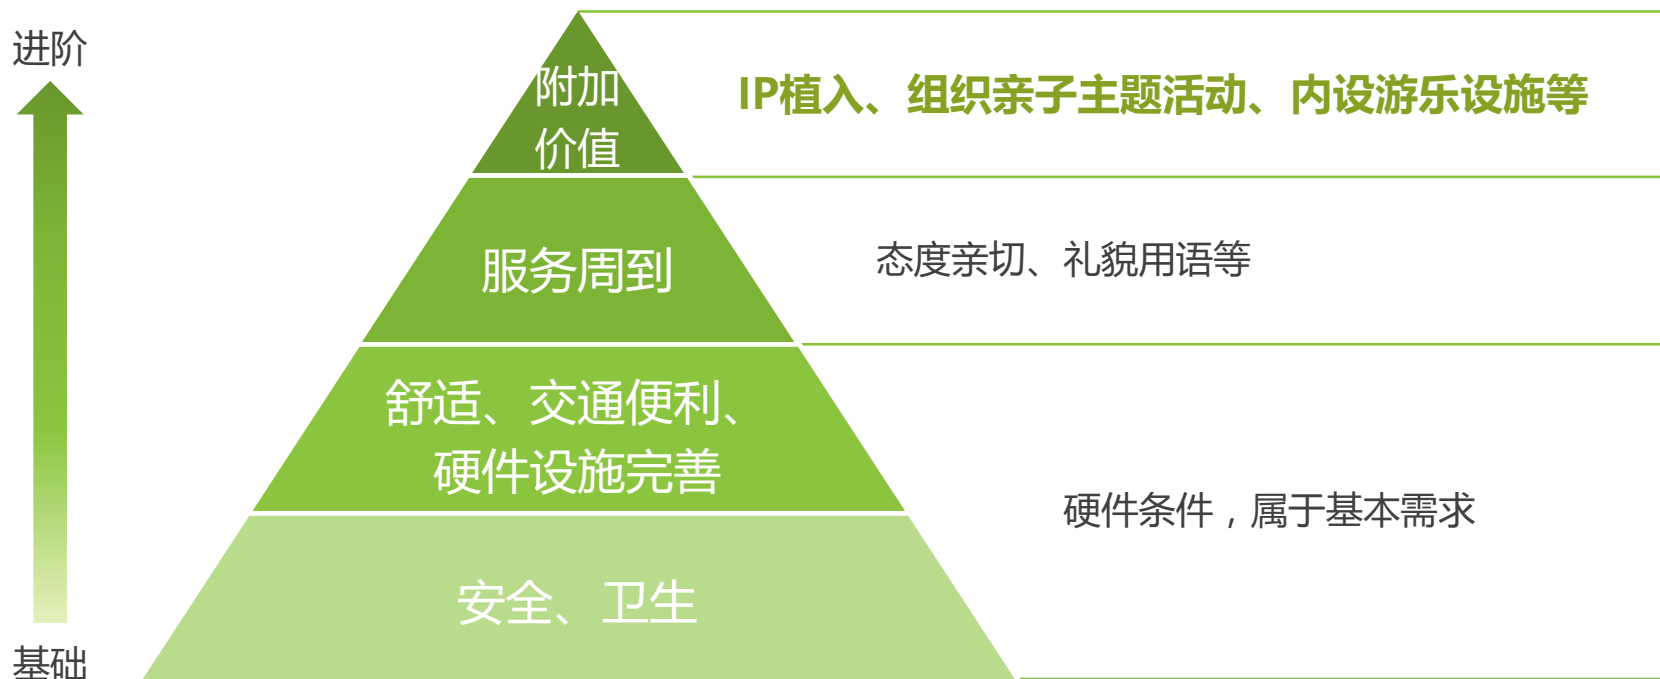 进阶
附加
价值
IP植入、组织亲子主题活动、内设游乐设施等
服务周到
态度亲切、礼貌用语等
舒适、交通便利、
硬件设施完善
硬件条件，属于基本需求
安全、卫生
基础